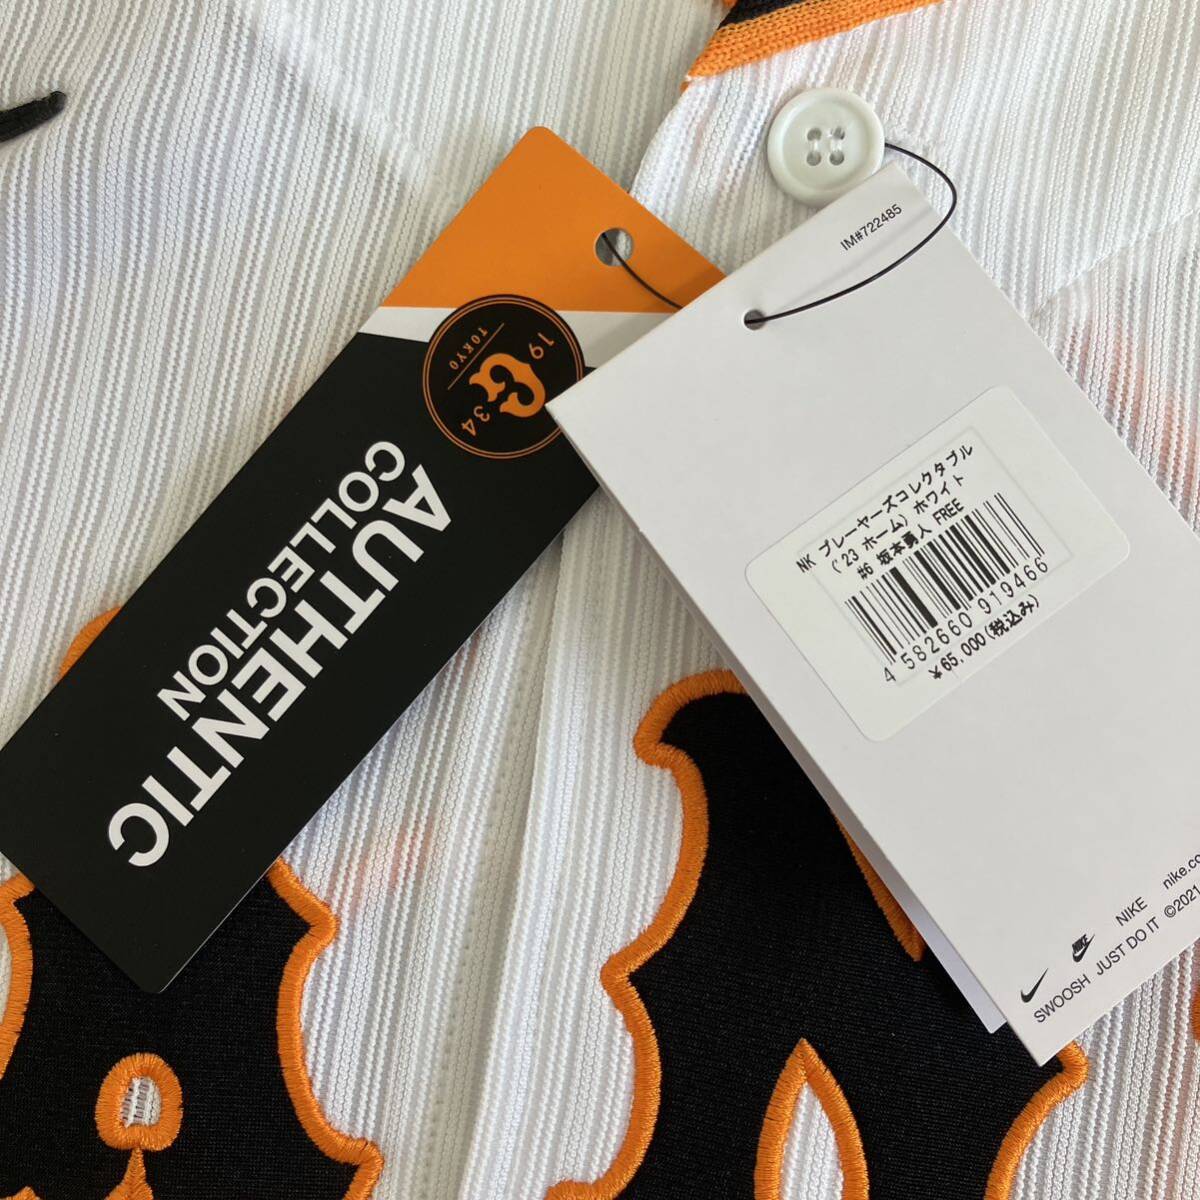 IM#722485
19 34
TOKYO
G
AUTHENTIC
COLLECTION
NK プレーヤーズコレクタブル
('23 ホーム) ホワイト
#6 坂本勇人 FREE
4 582660 919466
¥65,000(税込み)
NIKE nike.co
SWOOSH JUST DO IT ©2021